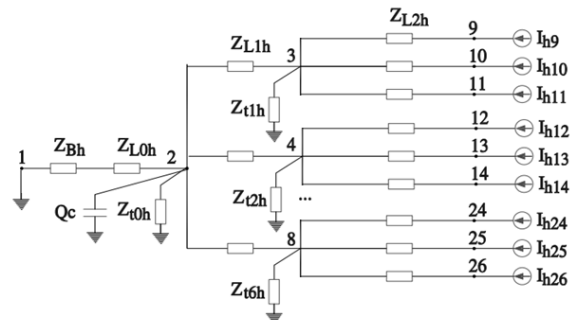 9 Z_L2h I_h9
Z_L1h 3 10 I_h10
11 I_h11
Z_t1h
12 I_h12
Z_Bh Z_L0h 4 13 I_h13
1 2 14 I_h14
Z_t2h ...
Qc Z_t0h 24 I_h24
8 25 I_h25
26 I_h26
Z_t6h